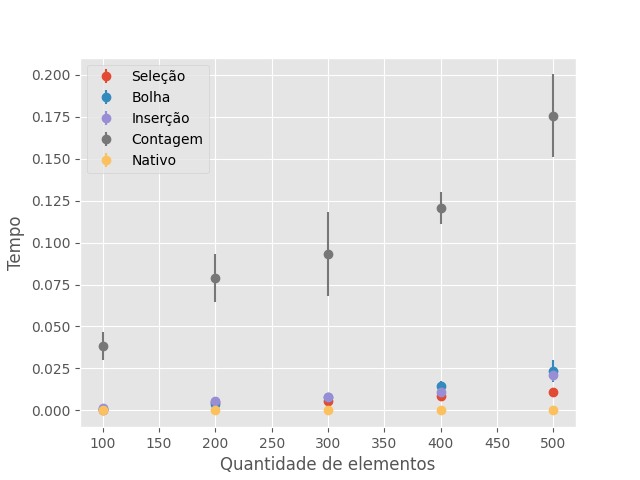 Seleção
Bolha
Inserção
Contagem
Nativo
Tempo
0.200
0.175
0.150
0.125
0.100
0.075
0.050
0.025
0.000
100 150 200 250 300 350 400 450 500
Quantidade de elementos